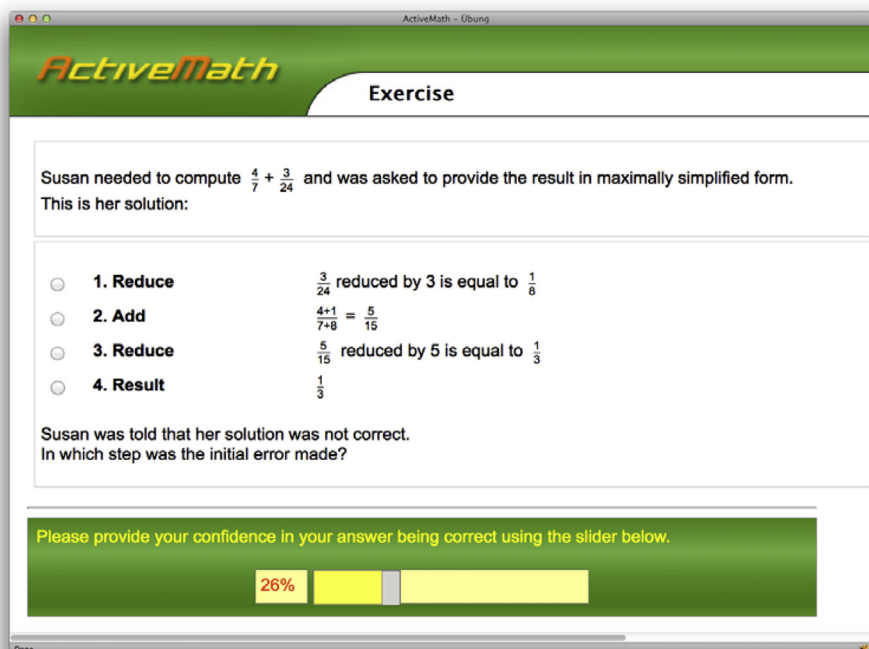 ActiveMath – Übung
ActiveMath
Exercise
Susan needed to compute 4/7 + 3/24 and was asked to provide the result in maximally simplified form.
This is her solution:
1. Reduce 3/24 reduced by 3 is equal to 1/8
2. Add 4+1/7+8 = 5/15
3. Reduce 5/15 reduced by 5 is equal to 1/3
4. Result 1/3
Susan was told that her solution was not correct.
In which step was the initial error made?
Please provide your confidence in your answer being correct using the slider below.
26%